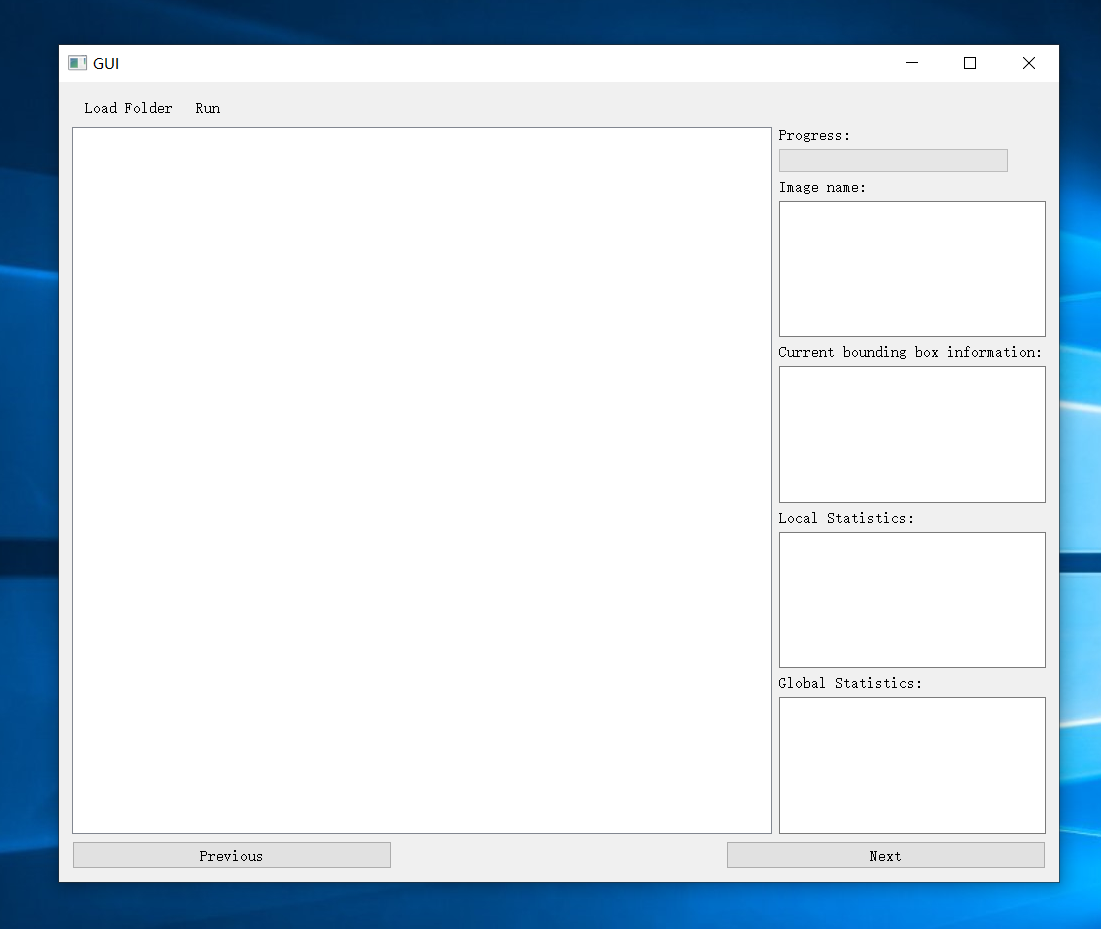 GUI
Load Folder Run
Progress:
Image name:
Current bounding box information:
Local Statistics:
Global Statistics:
Previous
Next